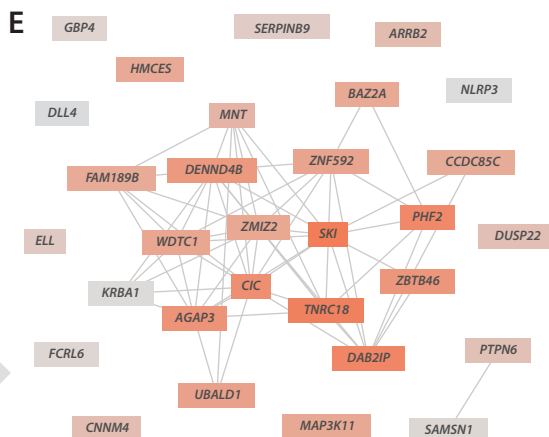 E
GBP4
SERPINB9
ARRB2
HMCES
BAZ2A
NLRP3
DLL4
MNT
ZNF592
CCDC85C
FAM189B
DENND4B
PHF2
ZMIZ2
SKI
DUSP22
ELL
WDTC1
ZBTB46
KRBA1
CIC
TNRC18
AGAP3
FCRL6
DAB2IP
PTPN6
UBALD1
CNNM4
MAP3K11
SAMSN1